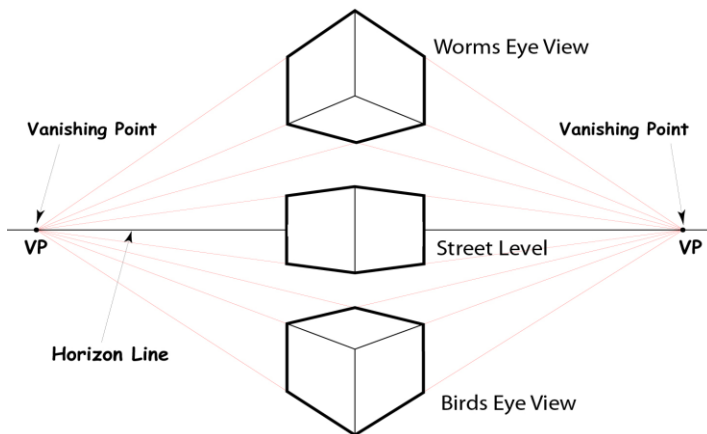 Worms Eye View
Vanishing Point
Vanishing Point
VP
Street Level
VP
Horizon Line
Birds Eye View